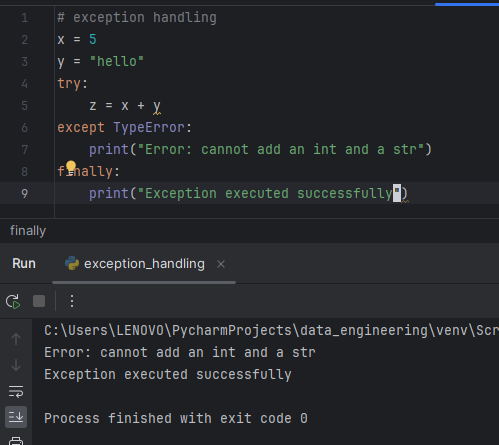 1 # exception handling
2 x = 5
3 y = "hello"
4 try:
5     z = x + y
6 except TypeError:
7     print("Error: cannot add an int and a str")
8 finally:
9     print("Exception executed successfully")
finally
Run exception_handling ×
C:\Users\LENOVO\PycharmProjects\data_engineering\venv\Scr
Error: cannot add an int and a str
Exception executed successfully
Process finished with exit code 0